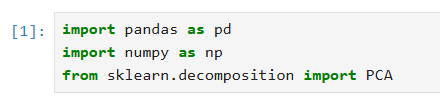 [1]: import pandas as pd
import numpy as np
from sklearn.decomposition import PCA